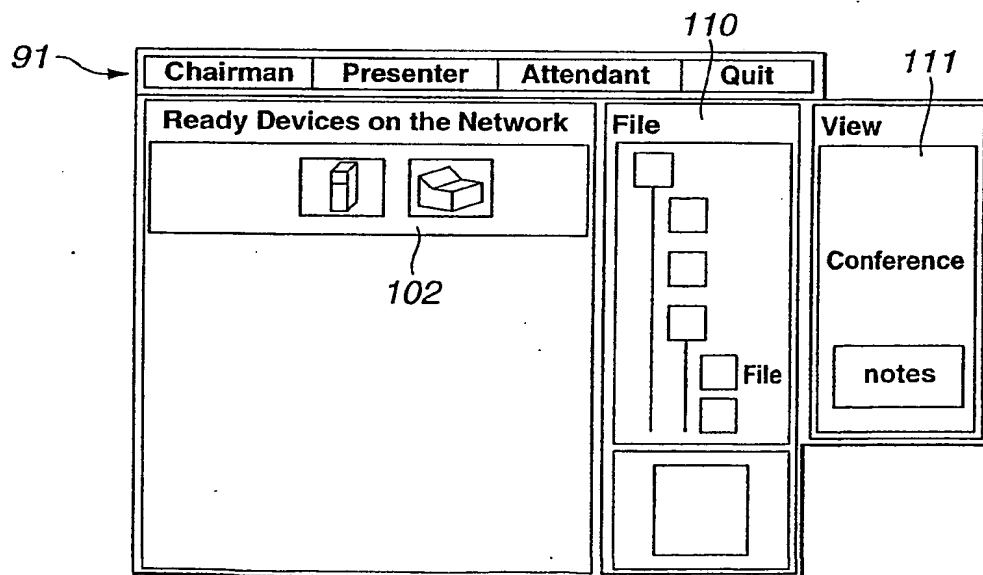 110
91
111
Chairman Presenter Attendant Quit
Ready Devices on the Network
File
View
102
Conference
File
notes